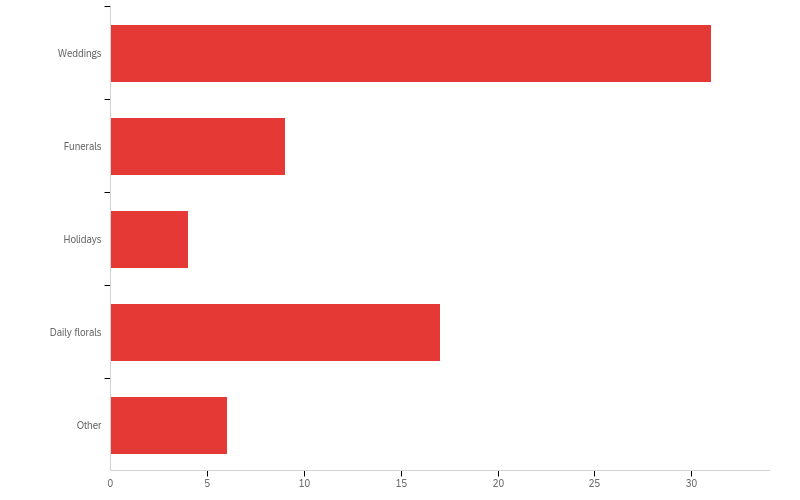 Weddings
Funerals
Holidays
Daily florals
Other
0 5 10 15 20 25 30